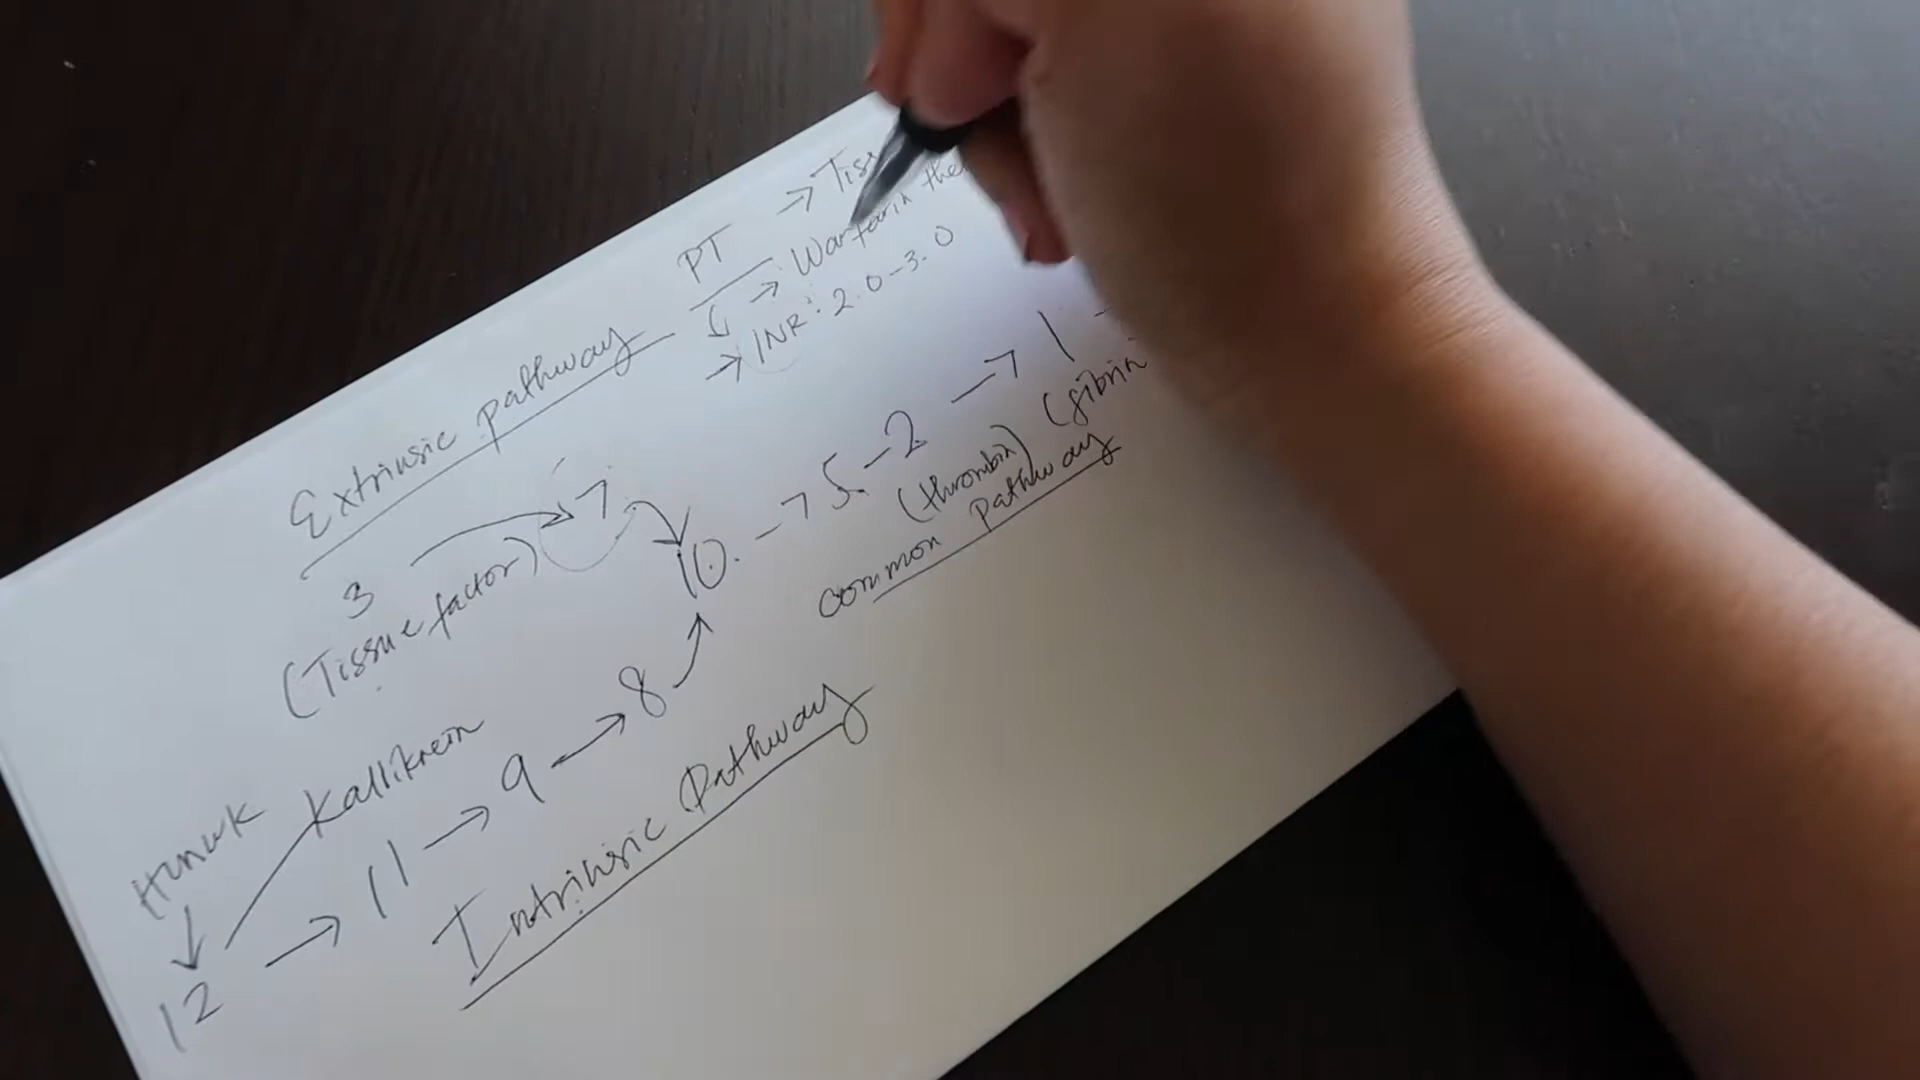 PT → Tiss
→ Warfarin the
→ INR: 2.0-3.0
Extrinsic pathway
3 → 7
(Tissue factor)
10. → 5-2 → 1
(thrombin) (fibrin
common pathway
HMWK Kallikrein
12 → 11 → 9 → 8
Intrinsic Pathway